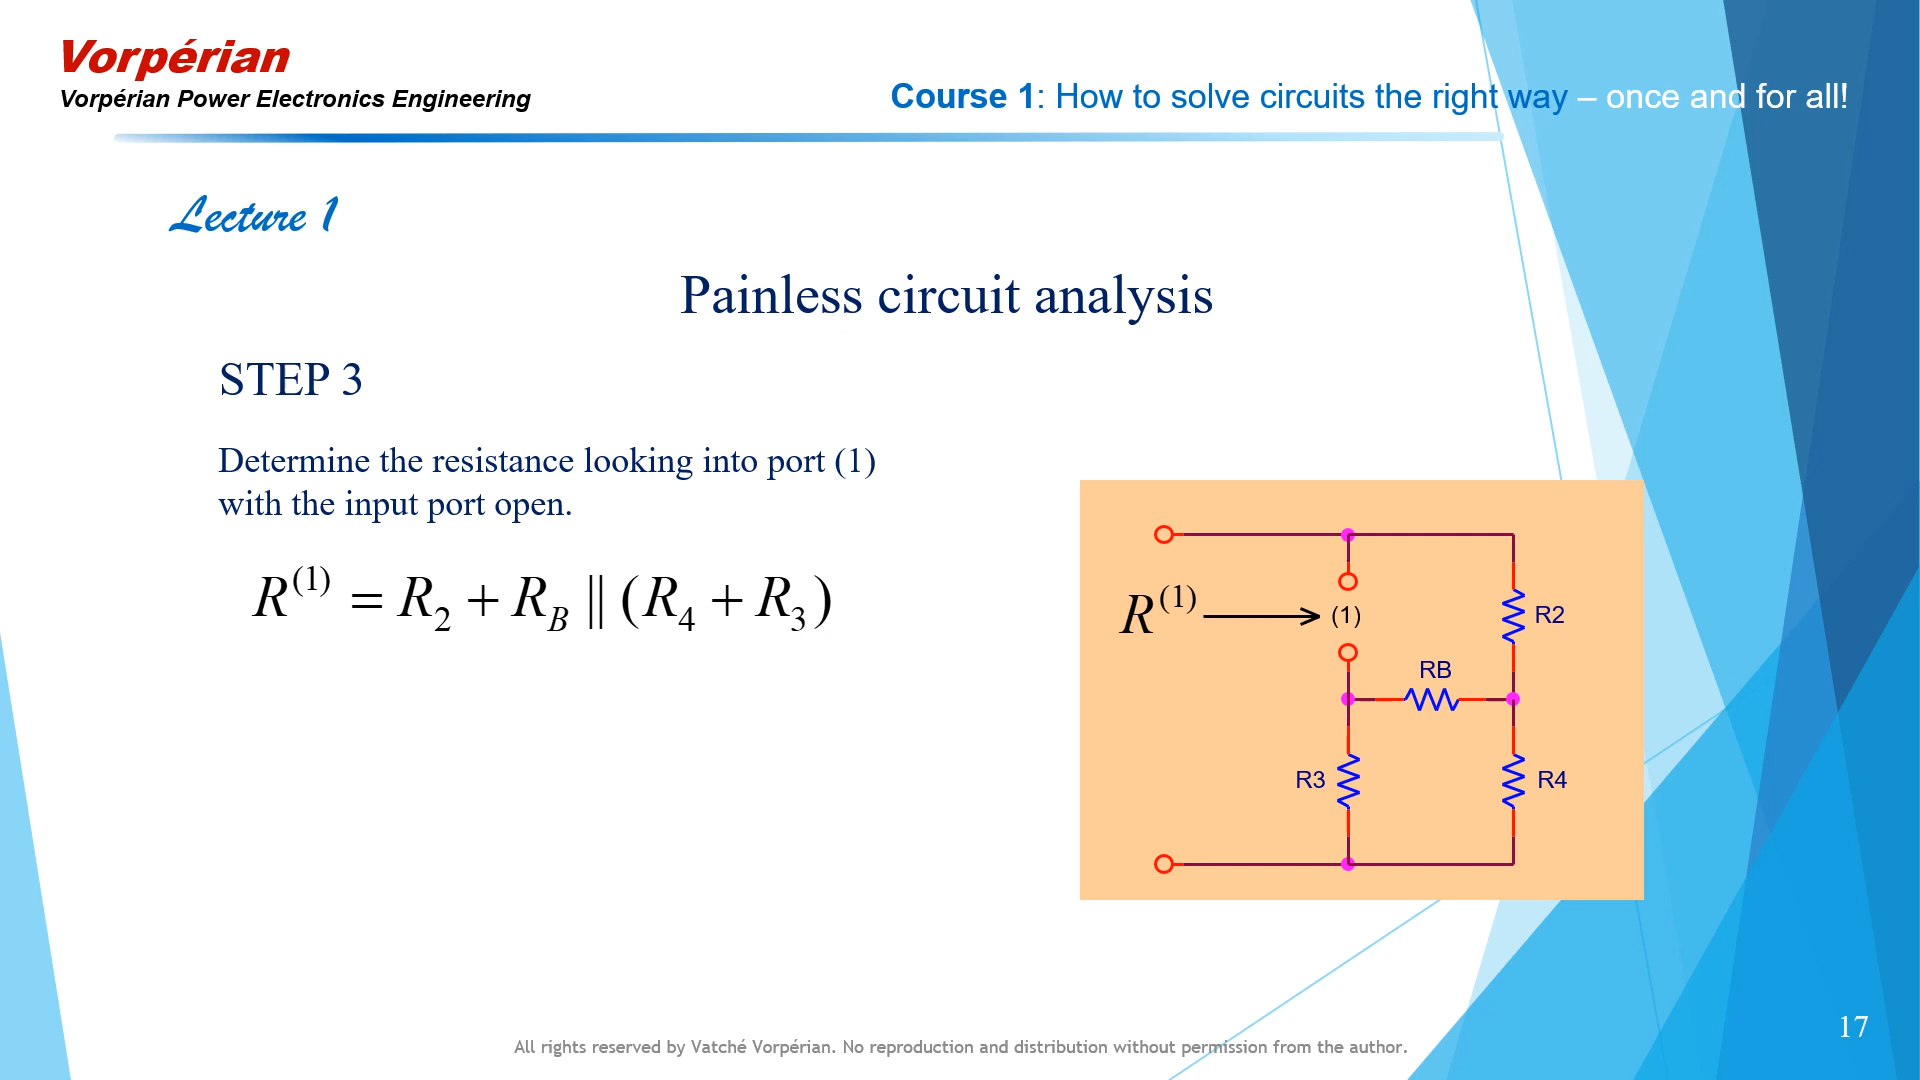 Vorpérian
Vorpérian Power Electronics Engineering
Course 1: How to solve circuits the right way – once and for all!
Lecture 1
Painless circuit analysis
STEP 3
Determine the resistance looking into port (1)
with the input port open.
R^(1) = R_2 + R_B || (R_4 + R_3)
R^(1)
(1)
R2
RB
R3
R4
17
All rights reserved by Vatché Vorpérian. No reproduction and distribution without permission from the author.